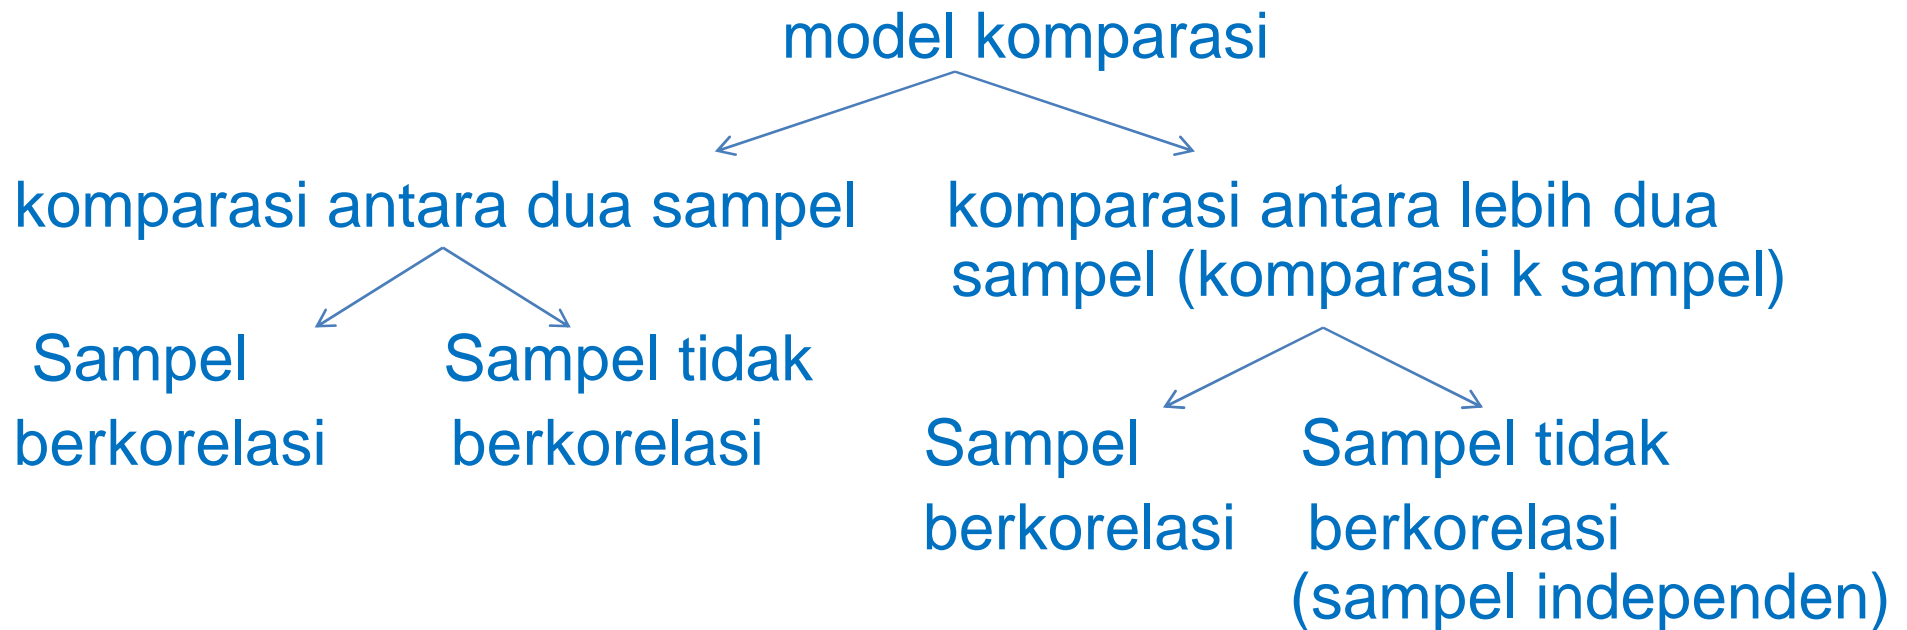 model komparasi
komparasi antara dua sampel
komparasi antara lebih dua
sampel (komparasi k sampel)
Sampel
berkorelasi
Sampel tidak
berkorelasi
Sampel
berkorelasi
Sampel tidak
berkorelasi
(sampel independen)